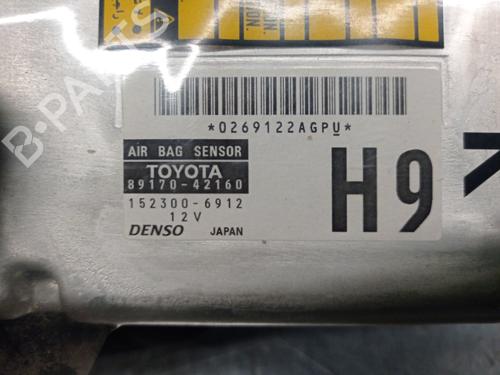 *0269122AGPU*
AIR BAG SENSOR
TOYOTA
89170-42160
152300-6912
12V
DENSO JAPAN
H9
B-PARTS